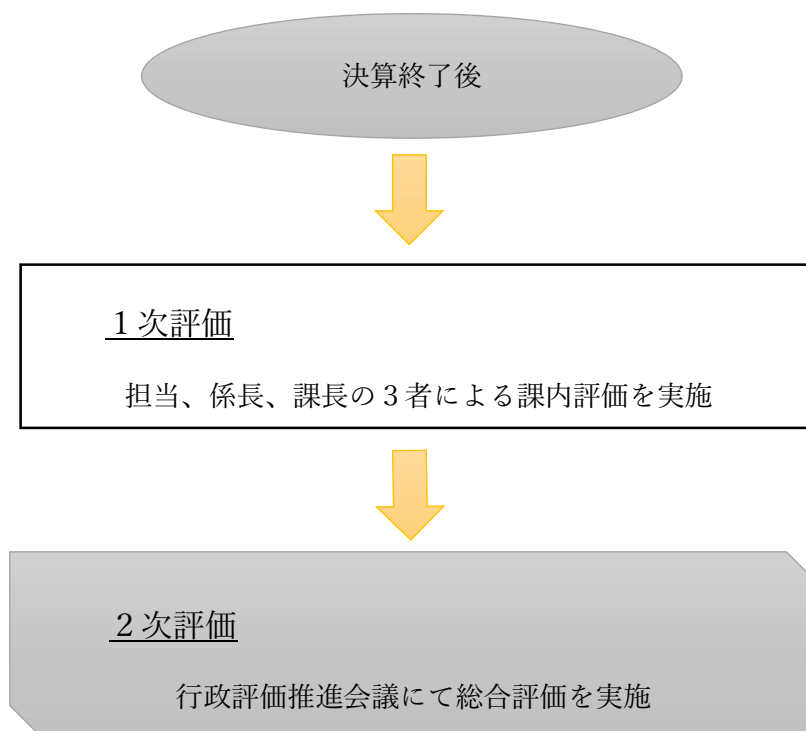 決算終了後
１次評価
担当、係長、課長の３者による課内評価を実施
２次評価
行政評価推進会議にて総合評価を実施